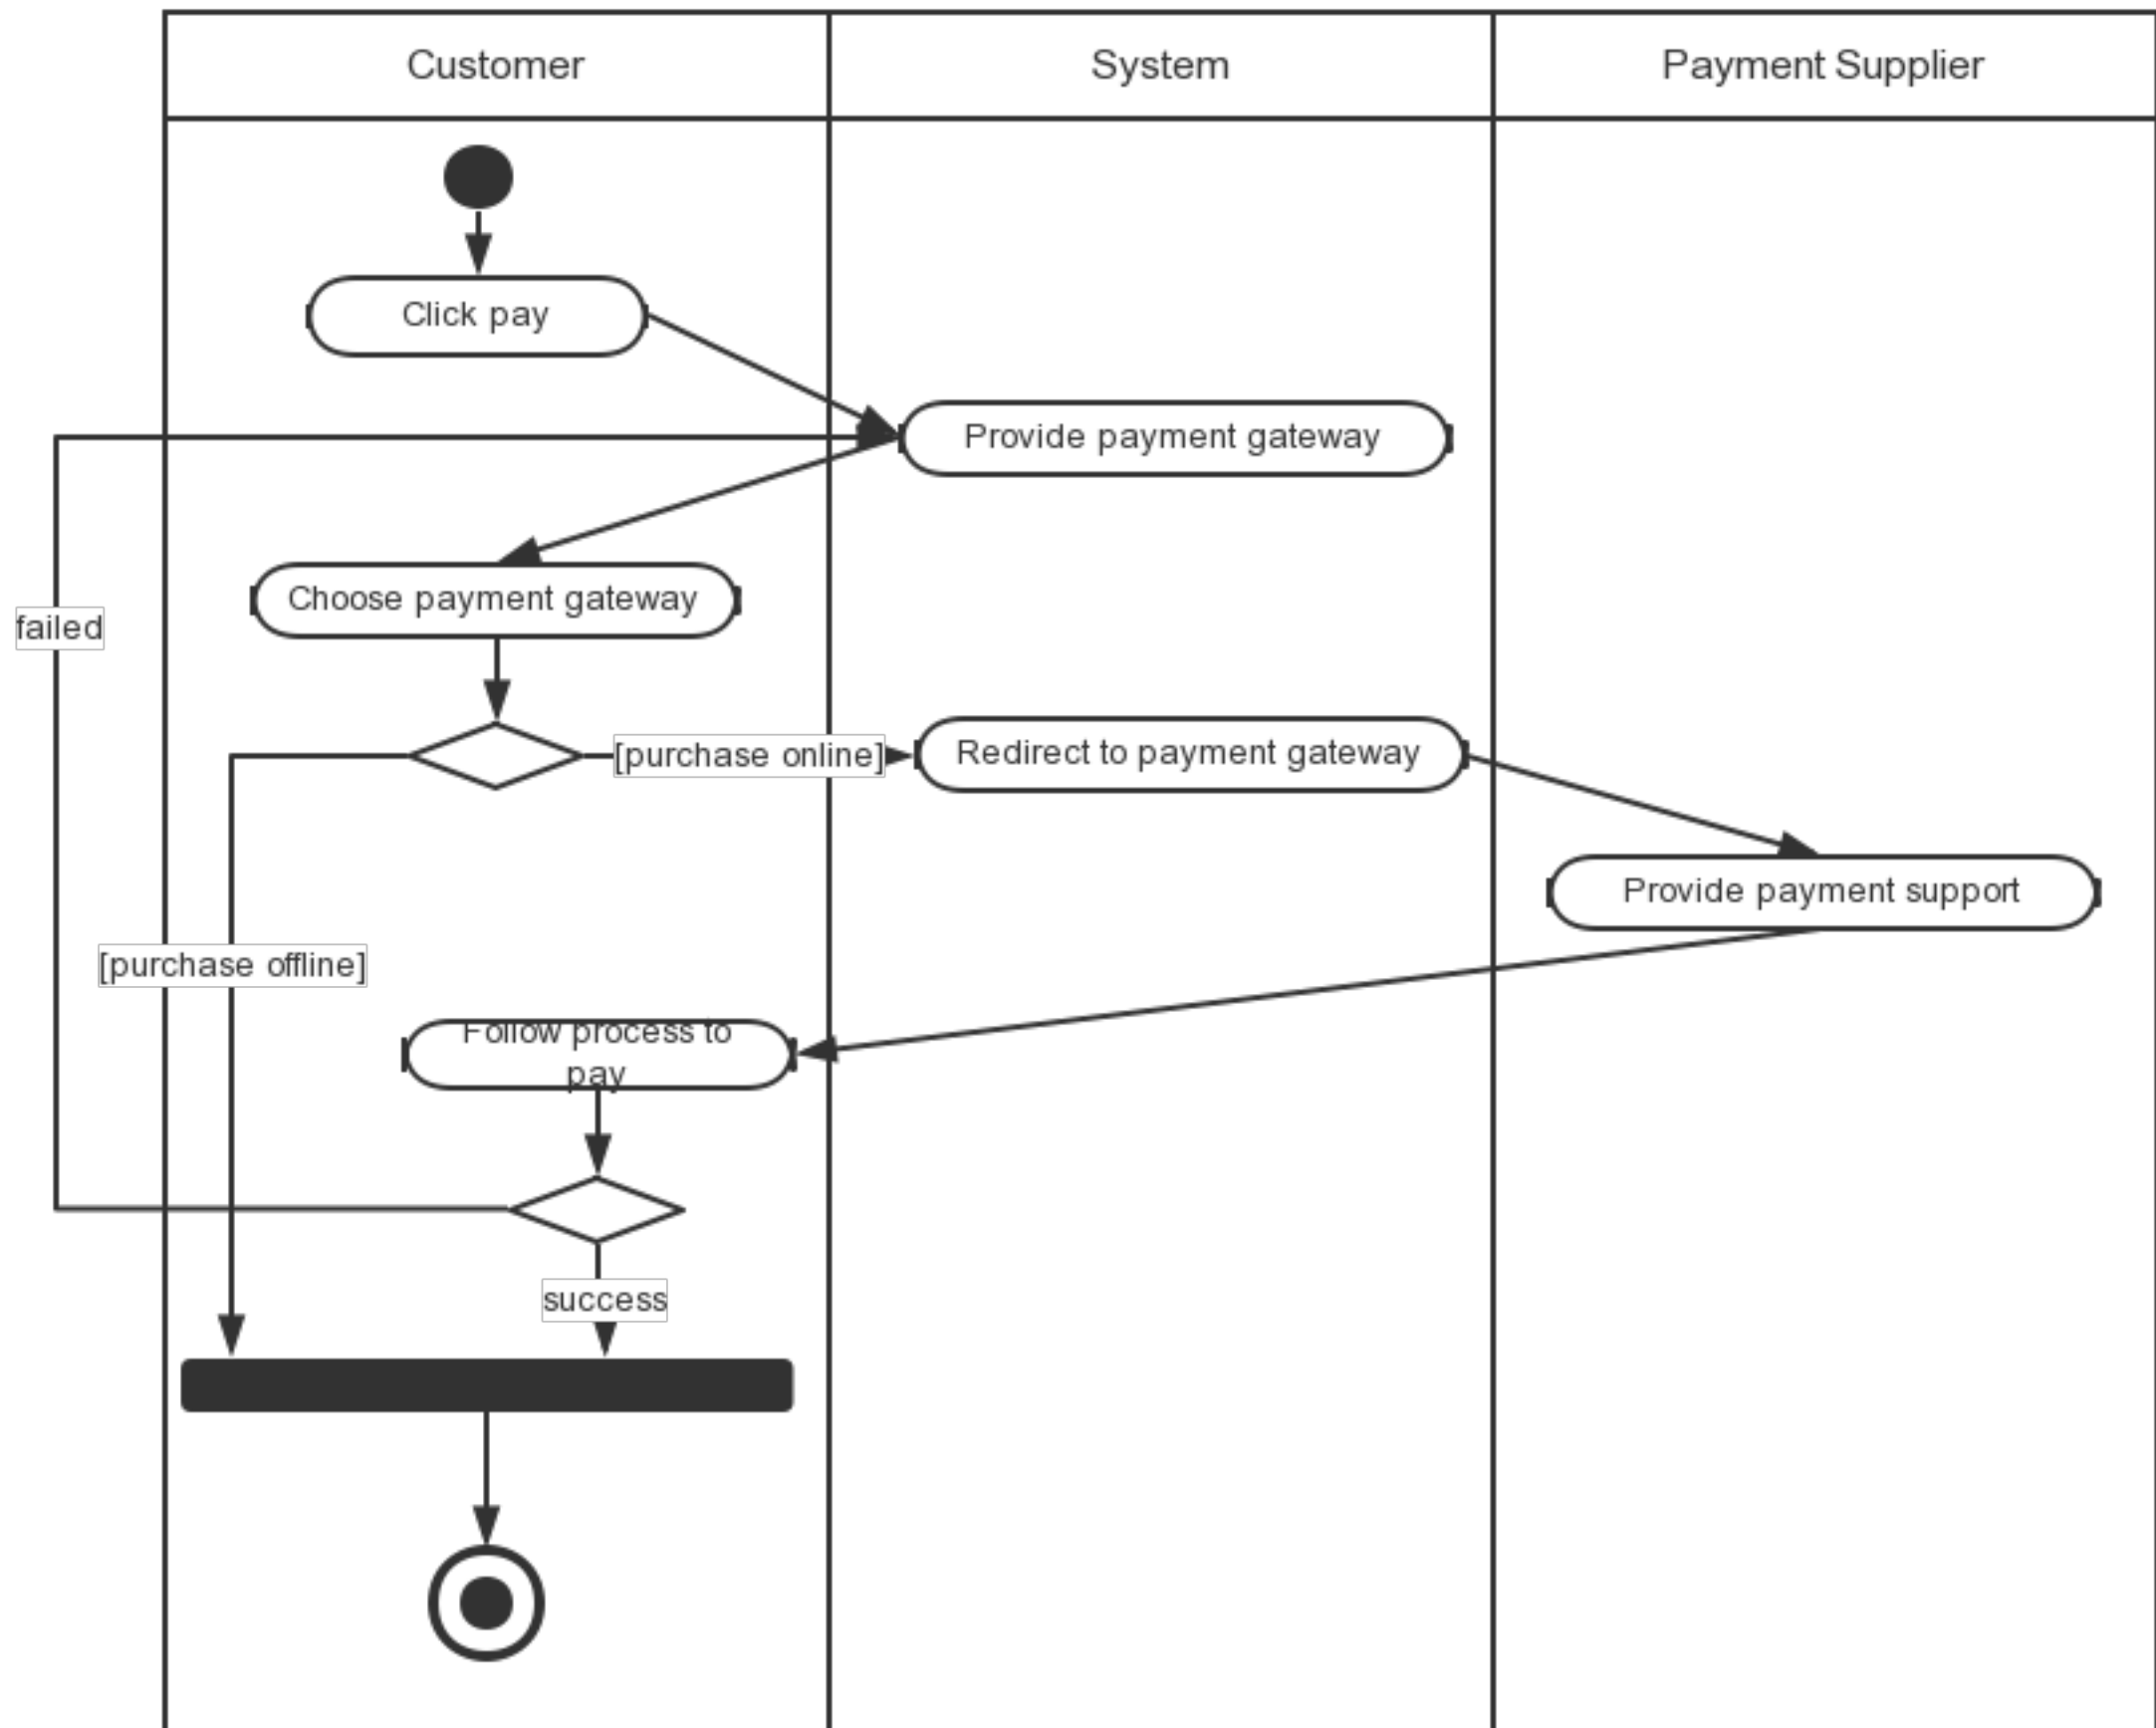 Customer
System
Payment Supplier
Click pay
Provide payment gateway
Choose payment gateway
failed
[purchase online]
Redirect to payment gateway
Provide payment support
[purchase offline]
Follow process to
pay
success